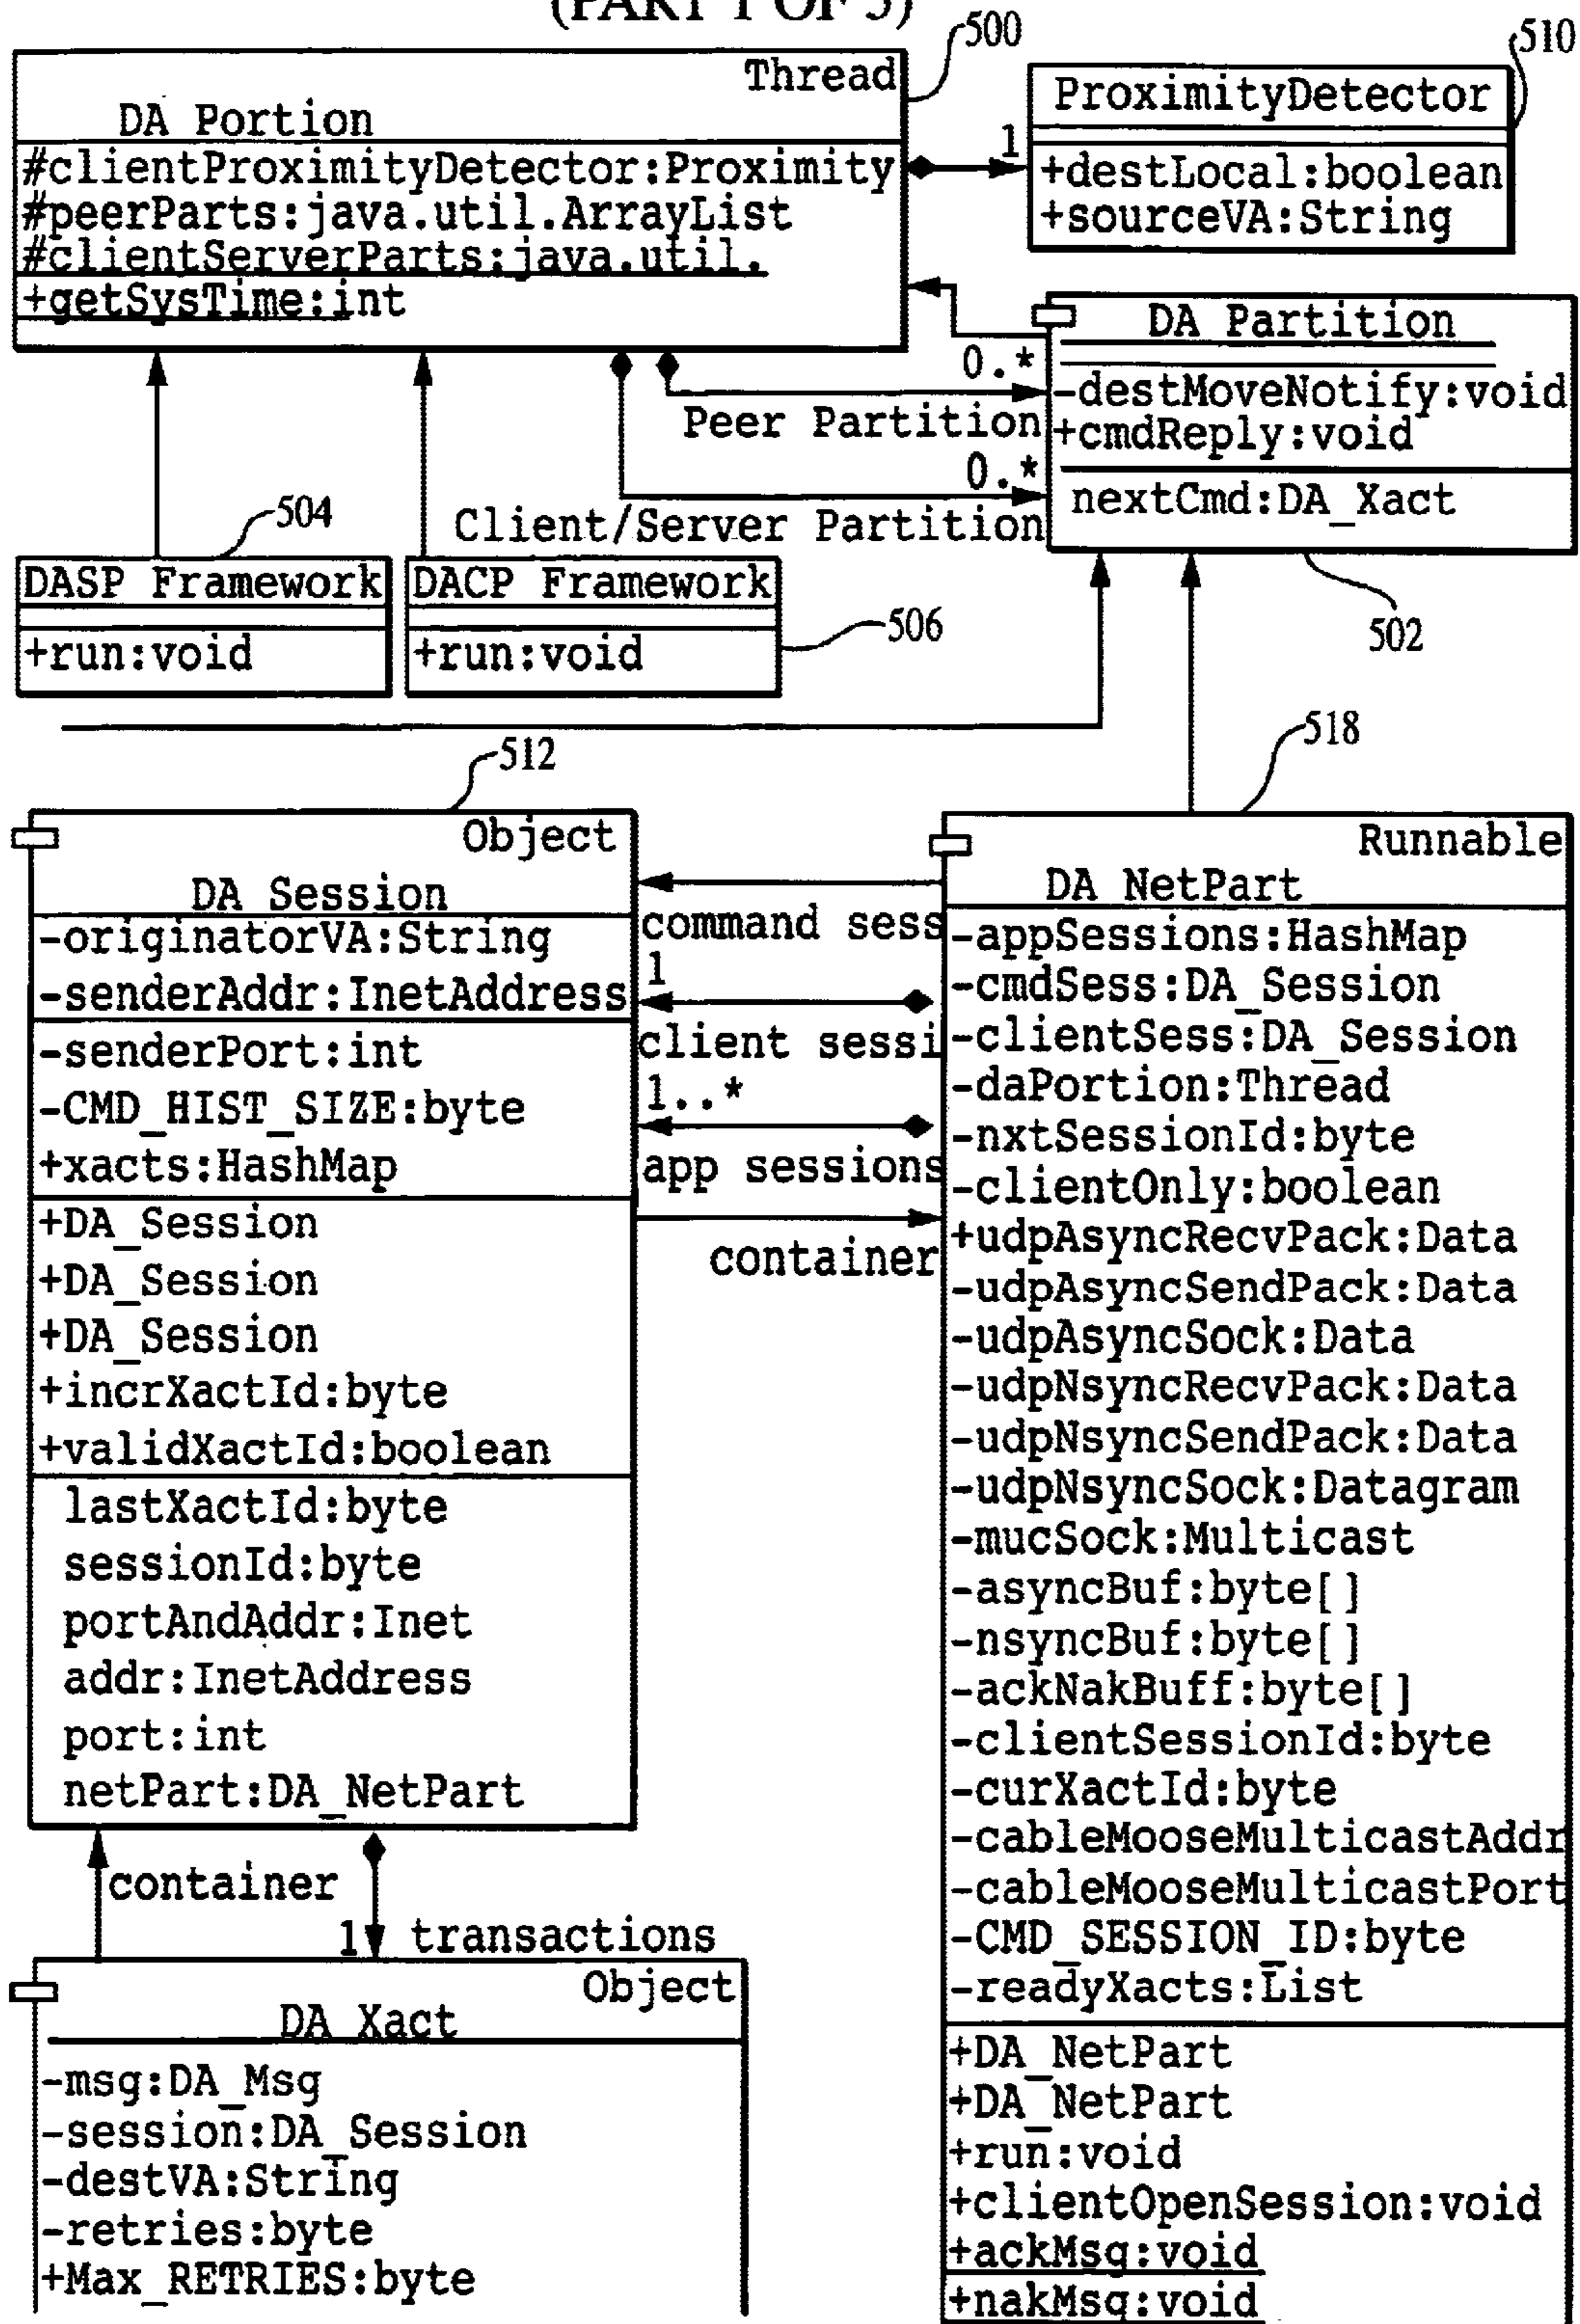 (PART 1 OF 3)
500
510
Thread
DA Portion
#clientProximityDetector:Proximity
#peerParts:java.util.ArrayList
#clientServerParts:java.util.
+getSysTime:int
1
ProximityDetector
+destLocal:boolean
+sourceVA:String
DA Partition
-destMoveNotify:void
+cmdReply:void
nextCmd:DA_Xact
0.*
Peer Partition
0.*
Client/Server Partition
504
DASP Framework
+run:void
DACP Framework
+run:void
506
502
512
518
Object
DA Session
-originatorVA:String
-senderAddr:InetAddress
-senderPort:int
-CMD_HIST_SIZE:byte
+xacts:HashMap
+DA_Session
+DA_Session
+DA_Session
+incrXactId:byte
+validXactId:boolean
lastXactId:byte
sessionId:byte
portAndAddr:Inet
addr:InetAddress
port:int
netPart:DA_NetPart
command sess
1
client sessi
1..*
app sessions
container
Runnable
DA NetPart
-appSessions:HashMap
-cmdSess:DA_Session
-clientSess:DA_Session
-daPortion:Thread
-nxtSessionId:byte
-clientOnly:boolean
+udpAsyncRecvPack:Data
-udpAsyncSendPack:Data
-udpAsyncSock:Data
-udpNsyncRecvPack:Data
-udpNsyncSendPack:Data
-udpNsyncSock:Datagram
-mucSock:Multicast
-asyncBuf:byte[]
-nsyncBuf:byte[]
-ackNakBuff:byte[]
-clientSessionId:byte
-curXactId:byte
-cableMooseMulticastAddr
-cableMooseMulticastPort
-CMD_SESSION_ID:byte
-readyXacts:List
+DA_NetPart
+DA_NetPart
+run:void
+clientOpenSession:void
+ackMsg:void
+nakMsg:void
container
1 transactions
Object
DA Xact
-msg:DA_Msg
-session:DA_Session
-destVA:String
-retries:byte
+Max_RETRIES:byte